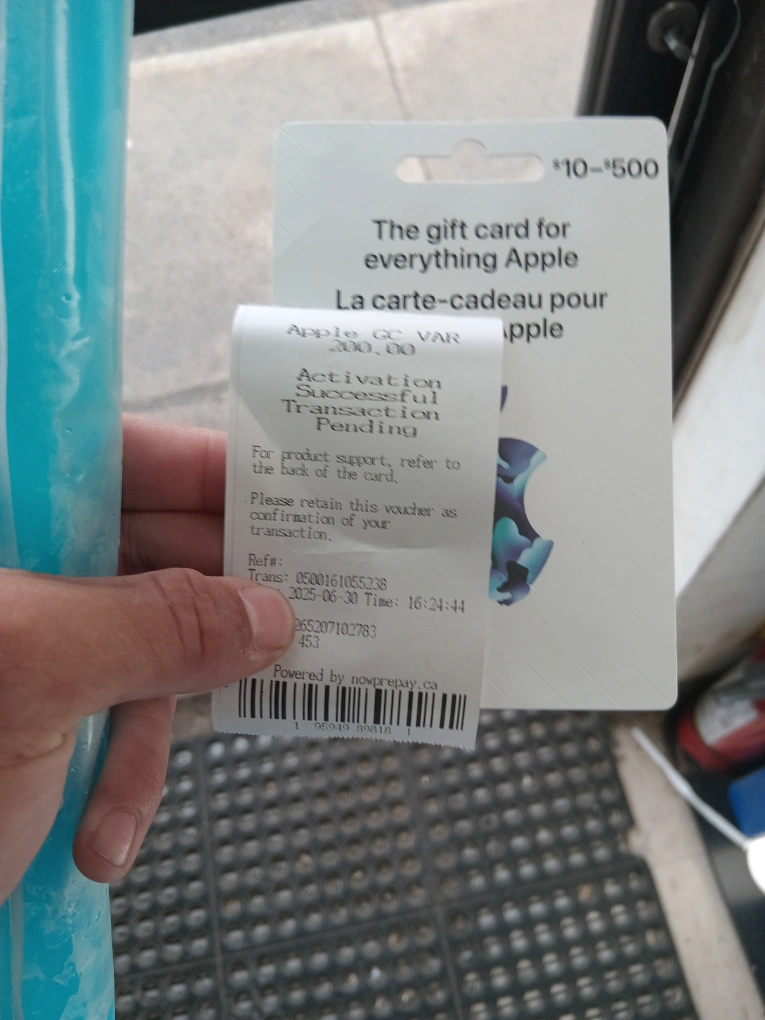 $10–$500
The gift card for
everything Apple
La carte-cadeau pour
Apple
Apple GC VAR
200.00
Activation
Successful
Transaction
Pending
For product support, refer to
the back of the card.
Please retain this voucher as
confirmation of your
transaction.
Ref#:
Trans: 0500161055238
2025-06-30 Time: 16:24:44
265207102783
453
Powered by nowprepay.ca
1 95949 89818 1